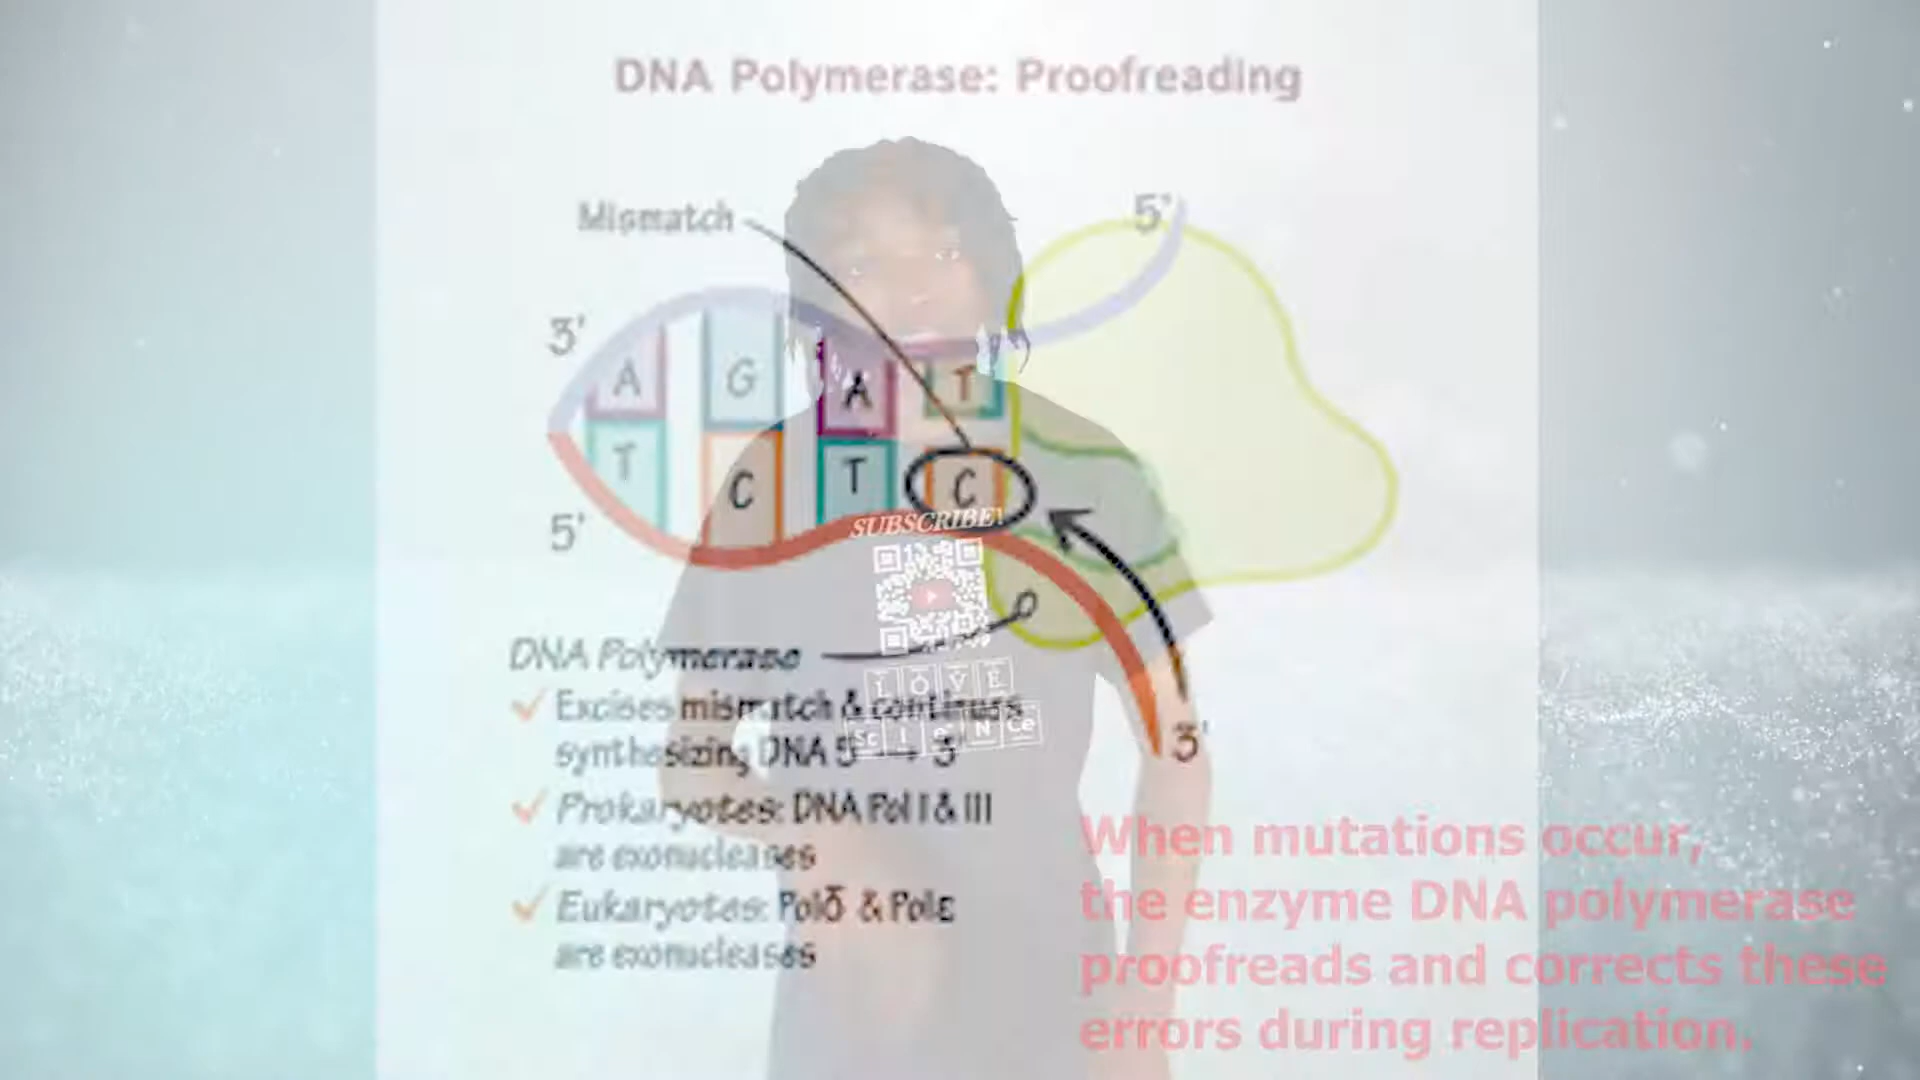 DNA Polymerase: Proofreading
Mismatch
5'
3'
A G A T
T C T C
5'
SUBSCRIBE!
DNA Polymerase
LOVE
✓ Excises mismatch & continues
ScIeNCe
synthesizing DNA 5' → 3'
3'
✓ Prokaryotes: DNA Pol I & III
are exonucleases
✓ Eukaryotes: Polδ & Polε
are exonucleases
When mutations occur,
the enzyme DNA polymerase
proofreads and corrects these
errors during replication.